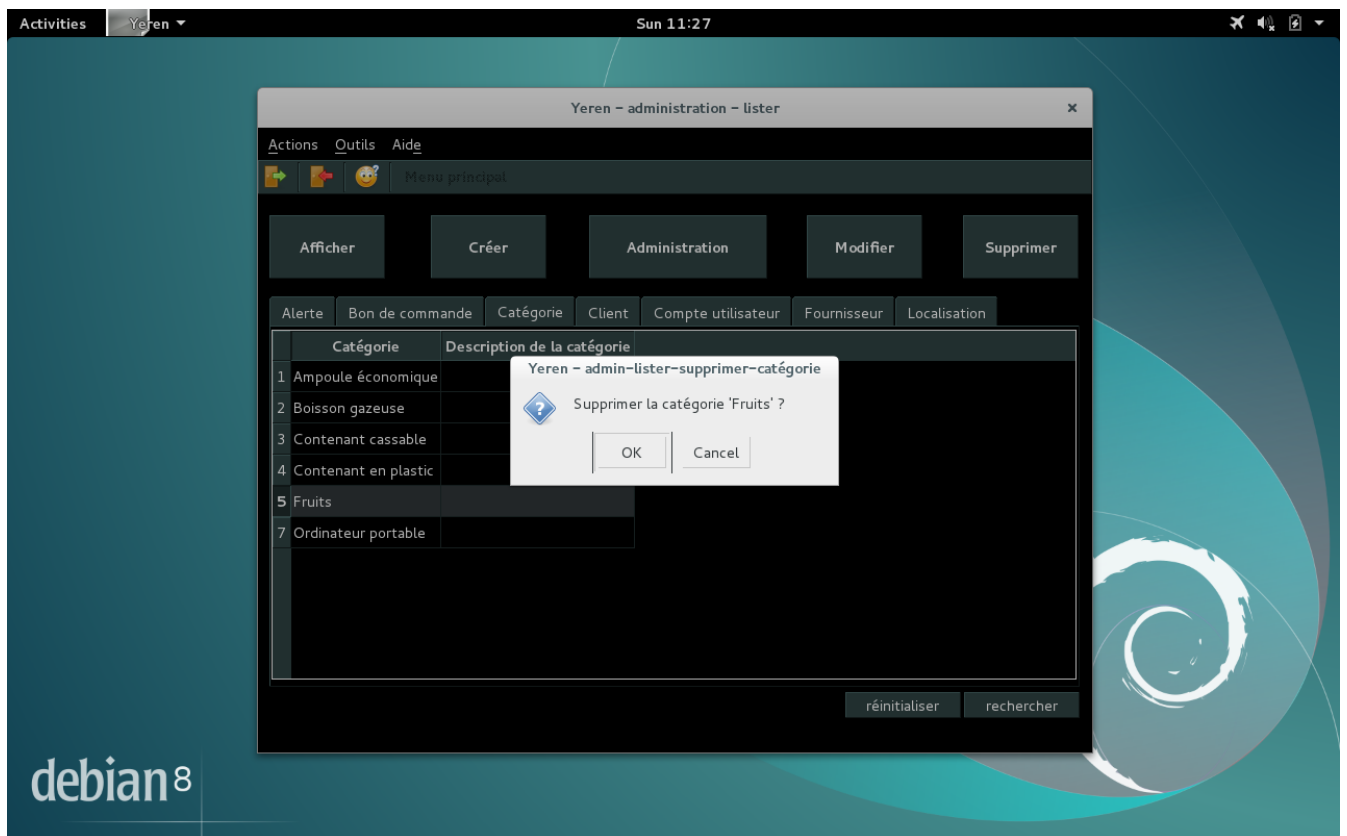 Activities Yeren Sun 11:27
Yeren - administration - lister ×
Actions Outils Aide
Menu principal
Afficher Créer Administration Modifier Supprimer
Alerte Bon de commande Catégorie Client Compte utilisateur Fournisseur Localisation
Catégorie Description de la catégorie
1 Ampoule économique
2 Boisson gazeuse
3 Contenant cassable
4 Contenant en plastic
5 Fruits
7 Ordinateur portable
Yeren - admin-lister-supprimer-catégorie
Supprimer la catégorie 'Fruits' ?
OK Cancel
réinitialiser rechercher
debian 8